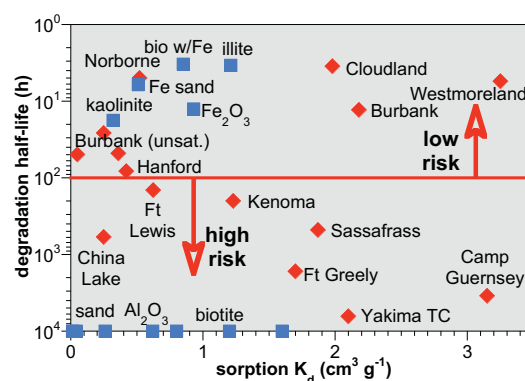 10⁰
bio w/Fe illite
Norborne
Cloudland
Fe sand
Westmoreland
10¹
kaolinite
Fe₂O₃
Burbank
Burbank (unsat.)
low
risk
Hanford
10²
Ft
Lewis
Kenoma
high
risk
Sassafrass
China
Lake
10³
Ft Greely
Camp
Guernsey
sand Al₂O₃ biotite
Yakima TC
10⁴
0 1 2 3
sorption K_d (cm³ g⁻¹)
degradation half-life (h)